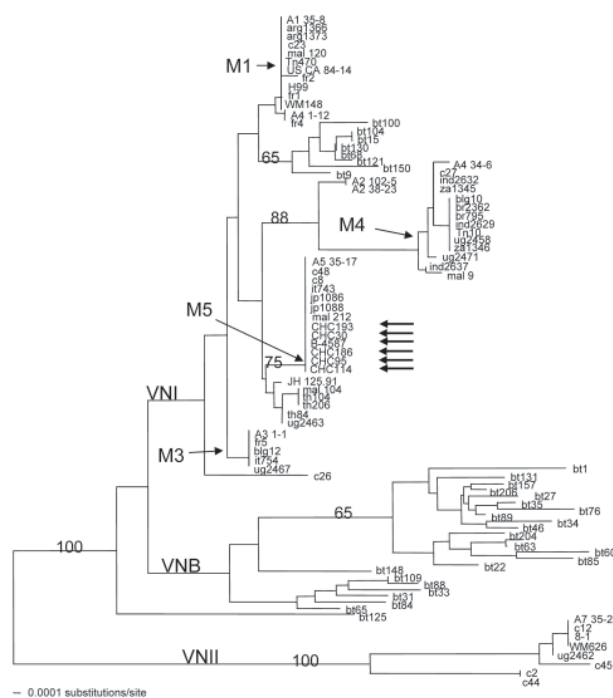 A1 35-8
arg1366
arg1373
c23
mal 120
Tn470
M1
US CA 84-14
fr2
H99
fr1
WM148
A4 1-12
fr4
bt100
bt104
bt15
bt130
65
bt68
bt121
bt150
bt9
A2 102-5
A2 38-23
A4 34-6
c27
ind2632
za1345
blg10
br2362
br795
ind2629
88
M4
Tn10
ug2458
za1346
ug2471
ind2637
mal 9
A5 35-17
c48
c8
it743
jp1086
jp1088
M5
mal 212
CHC193
CHC30
B-4587
CHC186
75
CHC95
CHC114
JH 125.91
mal 104
th104
th206
th84
ug2463
VNI
A3 1-1
fr5
M3
blg12
it754
ug2467
c26
bt1
bt131
bt157
bt206
bt27
bt35
bt76
65
bt89
bt34
bt46
bt204
bt63
bt60
bt85
100
VNB
bt22
bt148
bt109
bt88
bt33
bt31
bt84
bt65
bt125
A7 35-2
c12
8-1
WM626
VNII
100
ug2462
c45
c2
c44
0.0001 substitutions/site